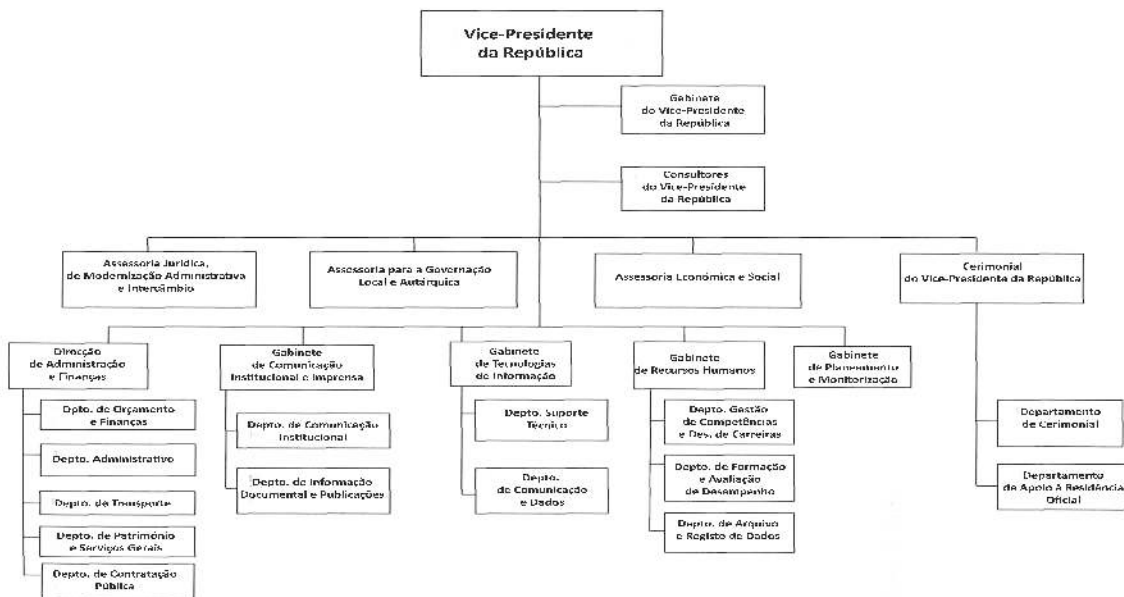 Vice-Presidente
da República
Gabinete
do Vice-Presidente
da República
Consultores
do Vice-Presidente
da República
Assessoria Jurídica,
de Modernização Administrativa
e Intercâmbio
Assessoria para a Governação
Local e Autárquica
Assessoria Económica e Social
Cerimonial
do Vice-Presidente da República
Direcção
de Administração
e Finanças
Gabinete
de Comunicação
Institucional e Imprensa
Gabinete
de Tecnologias
de Informação
Gabinete
de Recursos Humanos
Gabinete
de Planeamento
e Monitorização
Dpto. de Orçamento
e Finanças
Depto. Administrativo
Depto. de Transporte
Depto. de Património
e Serviços Gerais
Depto. de Contratação
Pública
Depto. de Comunicação
Institucional
Depto. de Informação
Documental e Publicações
Depto. Suporte
Técnico
Depto.
de Comunicação
e Dados
Depto. Gestão
de Competências
e Des. de Carreiras
Depto. de Formação
e Avaliação
de Desempenho
Depto. de Arquivo
e Registo de Dados
Departamento
de Cerimonial
Departamento
de Apoio à Residência
Oficial